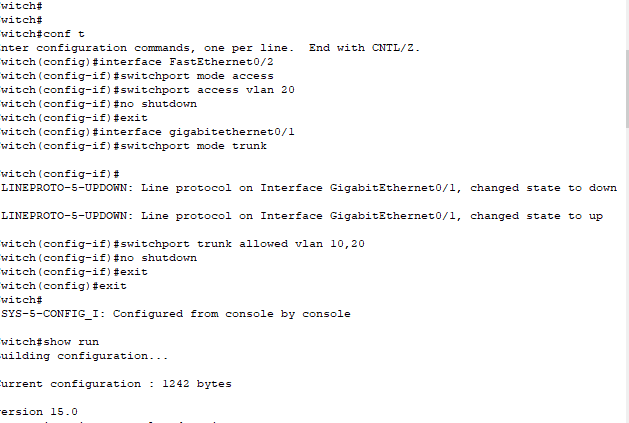 witch#
witch#
witch#conf t
nter configuration commands, one per line.  End with CNTL/Z.
witch(config)#interface FastEthernet0/2
witch(config-if)#switchport mode access
witch(config-if)#switchport access vlan 20
witch(config-if)#no shutdown
witch(config-if)#exit
witch(config)#interface gigabitethernet0/1
witch(config-if)#switchport mode trunk
witch(config-if)#
LINEPROTO-5-UPDOWN: Line protocol on Interface GigabitEthernet0/1, changed state to down
LINEPROTO-5-UPDOWN: Line protocol on Interface GigabitEthernet0/1, changed state to up
witch(config-if)#switchport trunk allowed vlan 10,20
witch(config-if)#no shutdown
witch(config-if)#exit
witch(config)#exit
witch#
SYS-5-CONFIG_I: Configured from console by console
witch#show run
uilding configuration...
urrent configuration : 1242 bytes
ersion 15.0